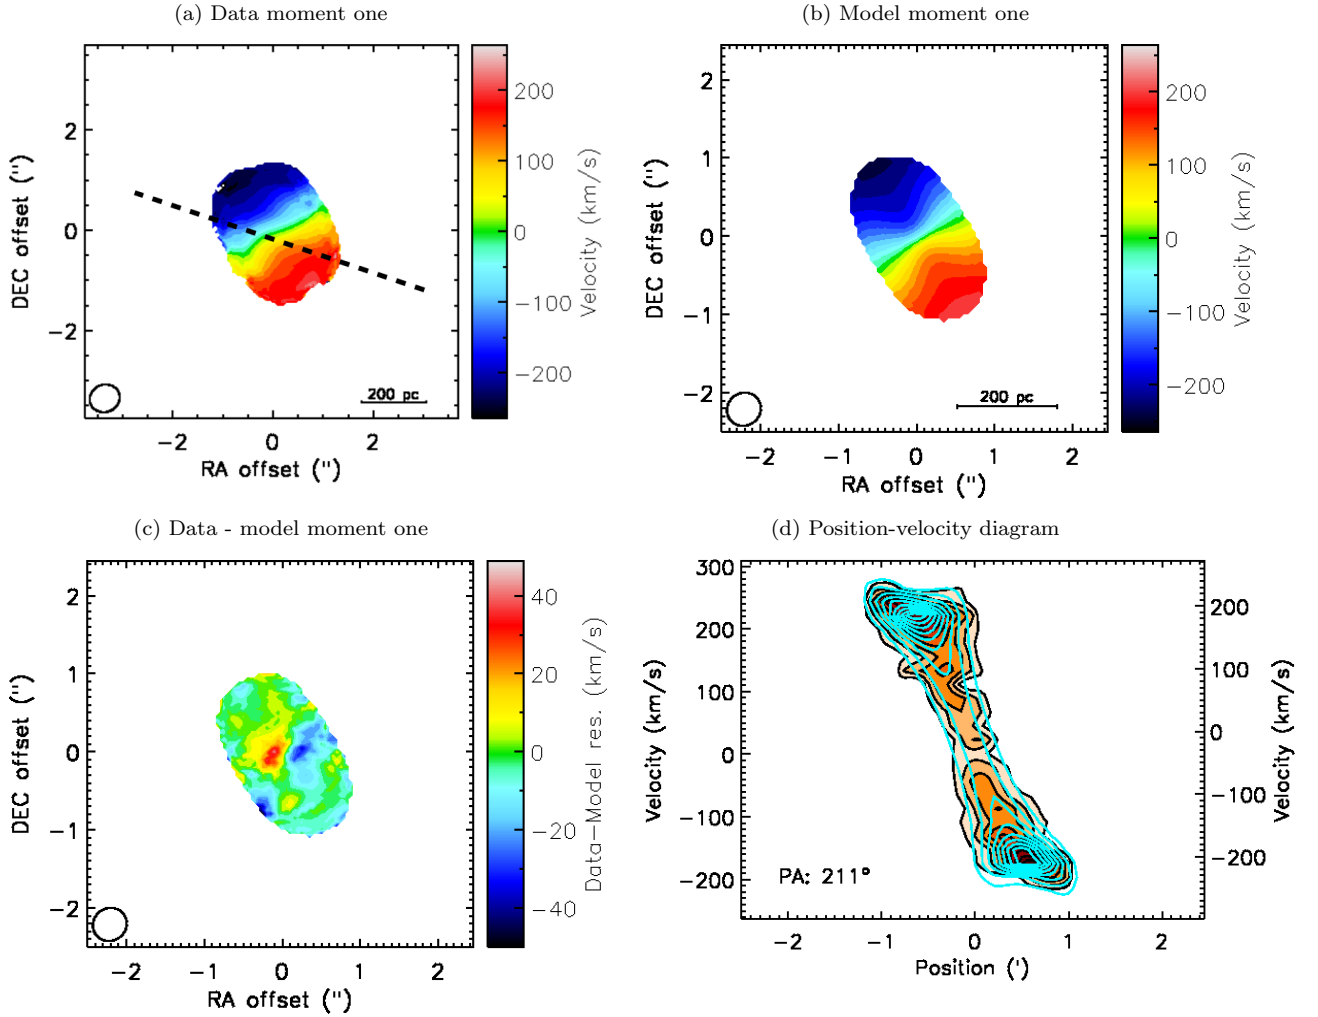 (a) Data moment one
2
0
−2
DEC offset (")
−2 0 2
RA offset (")
200 pc
200
100
0
−100
−200
Velocity (km/s)
(b) Model moment one
2
1
0
−1
−2
DEC offset (")
−2 −1 0 1 2
RA offset (")
200 pc
200
100
0
−100
−200
Velocity (km/s)
(c) Data - model moment one
2
1
0
−1
−2
DEC offset (")
−2 −1 0 1 2
RA offset (")
40
20
0
−20
−40
Data−Model res. (km/s)
(d) Position-velocity diagram
300
200
100
0
−100
−200
Velocity (km/s)
PA: 211°
−2 −1 0 1 2
Position (')
200
100
0
−100
−200
Velocity (km/s)